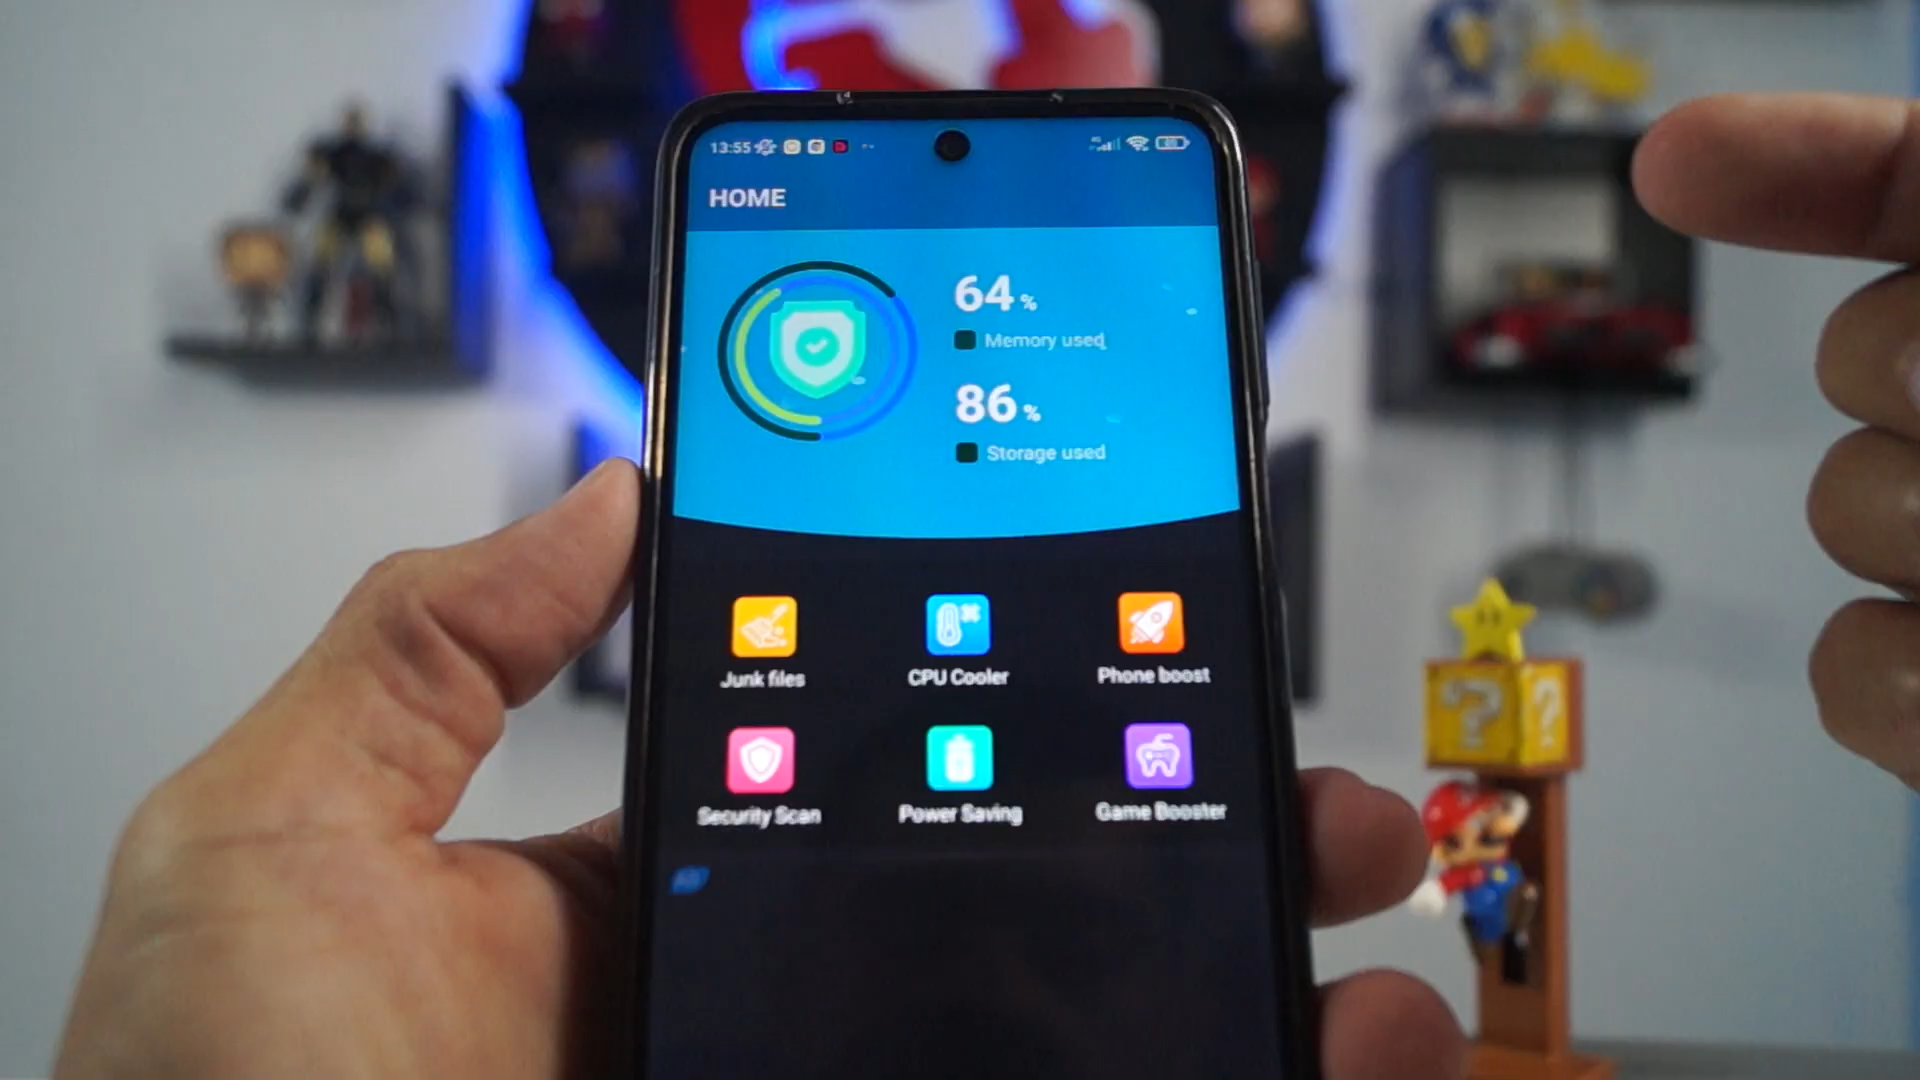 13:55
HOME
64 %
Memory used
86 %
Storage used
Junk files
CPU Cooler
Phone boost
Security Scan
Power Saving
Game Booster
?
?